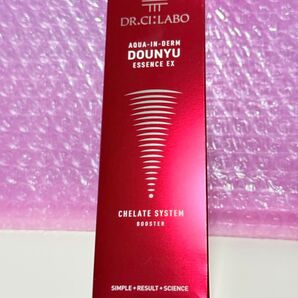 DR.CI:LABO
AQUA-IN-DERM
DOUNYU
ESSENCE EX
CHELATE SYSTEM
BOOSTER
SIMPLE+RESULT+SCIENCE